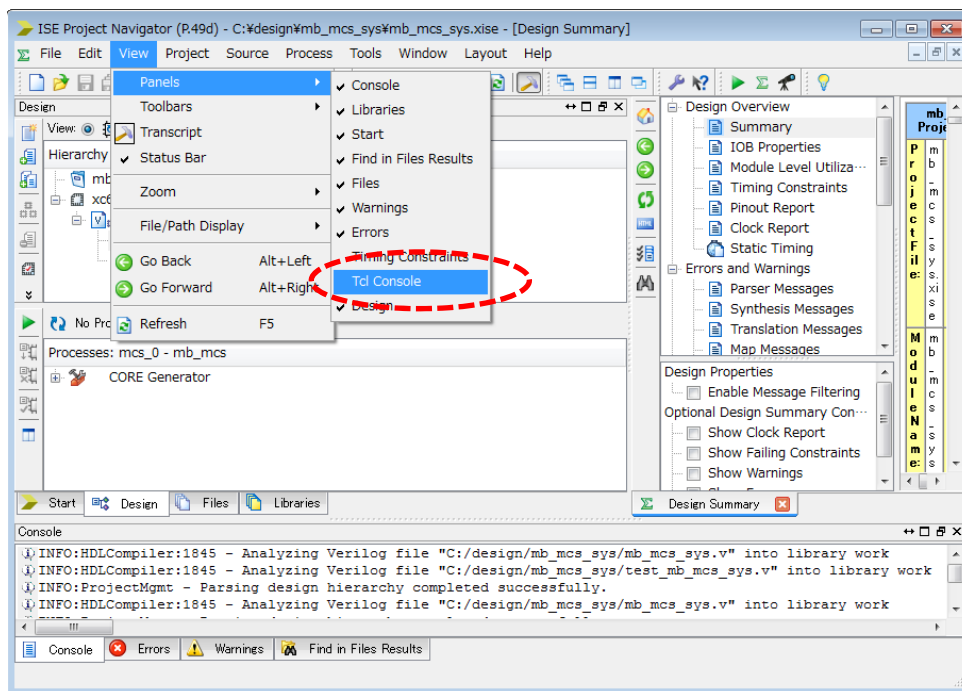 ISE Project Navigator (P.49d) - C:¥design¥mb_mcs_sys¥mb_mcs_sys.xise - [Design Summary]
File Edit View Project Source Process Tools Window Layout Help
Design
View:
Hierarchy
mb
xc6
No Pro
Processes: mcs_0 - mb_mcs
CORE Generator
Panels
Toolbars
Transcript
Status Bar
Zoom
File/Path Display
Go Back Alt+Left
Go Forward Alt+Right
Refresh F5
Console
Libraries
Start
Find in Files Results
Files
Warnings
Errors
Timing Constraints
Tcl Console
Design
Design Overview
Summary
IOB Properties
Module Level Utiliza···
Timing Constraints
Pinout Report
Clock Report
Static Timing
Errors and Warnings
Parser Messages
Synthesis Messages
Translation Messages
Map Messages
Design Properties
Enable Message Filtering
Optional Design Summary Con···
Show Clock Report
Show Failing Constraints
Show Warnings
mb_
Proje
Project File:
mb_mcs_sys.xise
Module Name:
mb_mcs_sys
Start Design Files Libraries
Design Summary
Console
INFO:HDLCompiler:1845 - Analyzing Verilog file "C:/design/mb_mcs_sys/mb_mcs_sys.v" into library work
INFO:HDLCompiler:1845 - Analyzing Verilog file "C:/design/mb_mcs_sys/test_mb_mcs_sys.v" into library work
INFO:ProjectMgmt - Parsing design hierarchy completed successfully.
INFO:HDLCompiler:1845 - Analyzing Verilog file "C:/design/mb_mcs_sys/mb_mcs_sys.v" into library work
Console Errors Warnings Find in Files Results